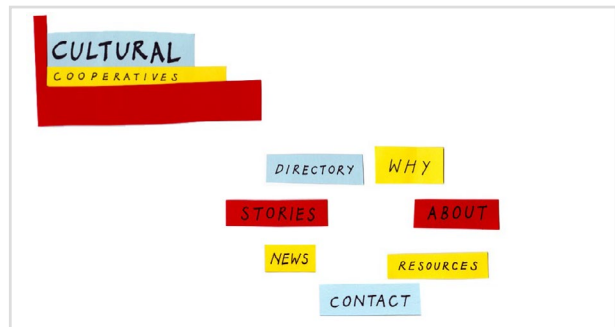 CULTURAL
COOPERATIVES
DIRECTORY
WHY
STORIES
ABOUT
NEWS
RESOURCES
CONTACT